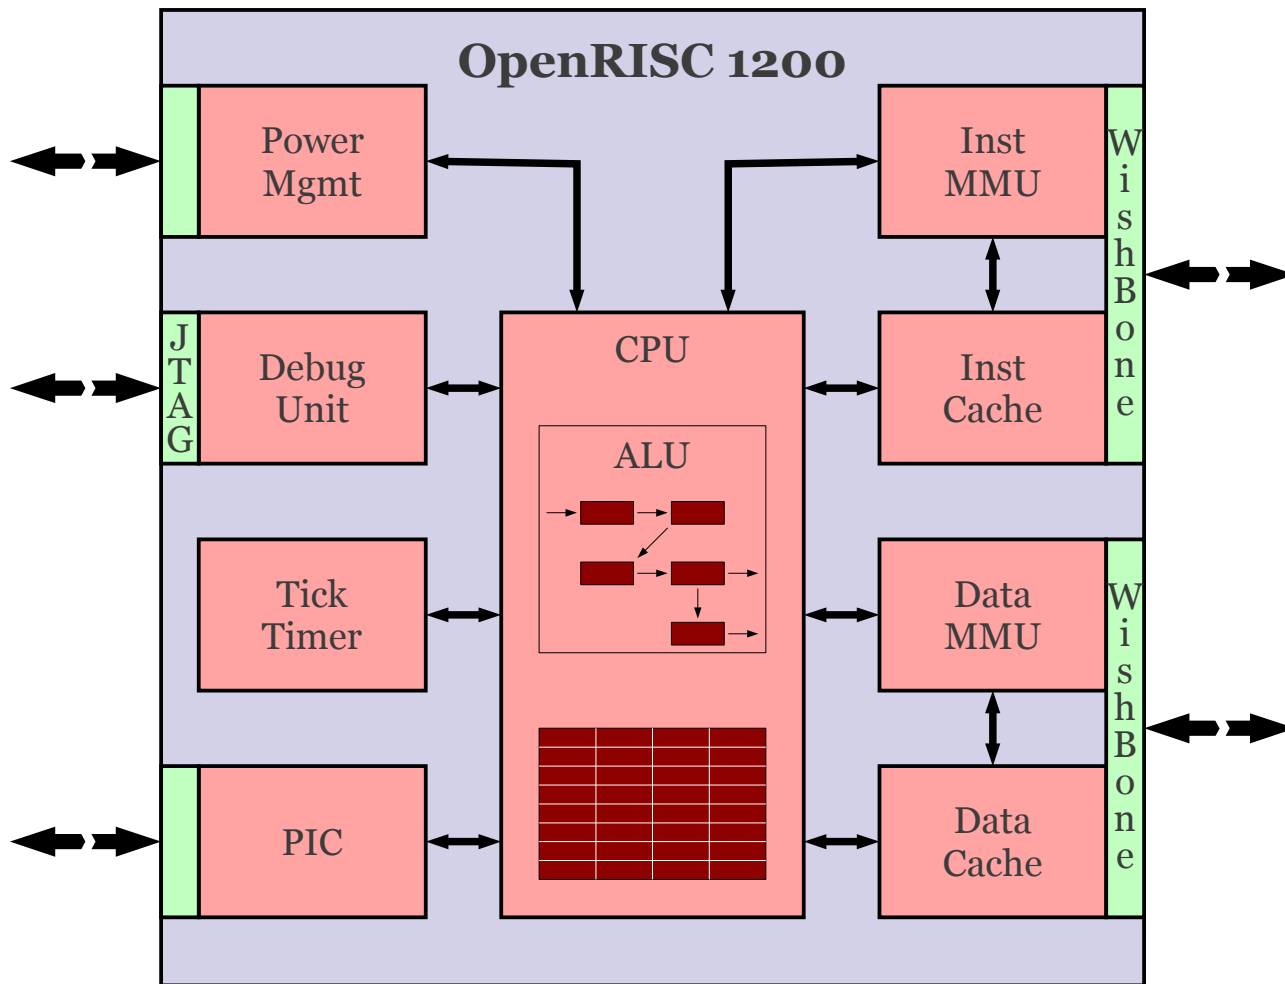 OpenRISC 1200
Power
Mgmt
Inst
MMU
WishBone
JTAG
Debug
Unit
CPU
Inst
Cache
ALU
Tick
Timer
Data
MMU
WishBone
PIC
Data
Cache